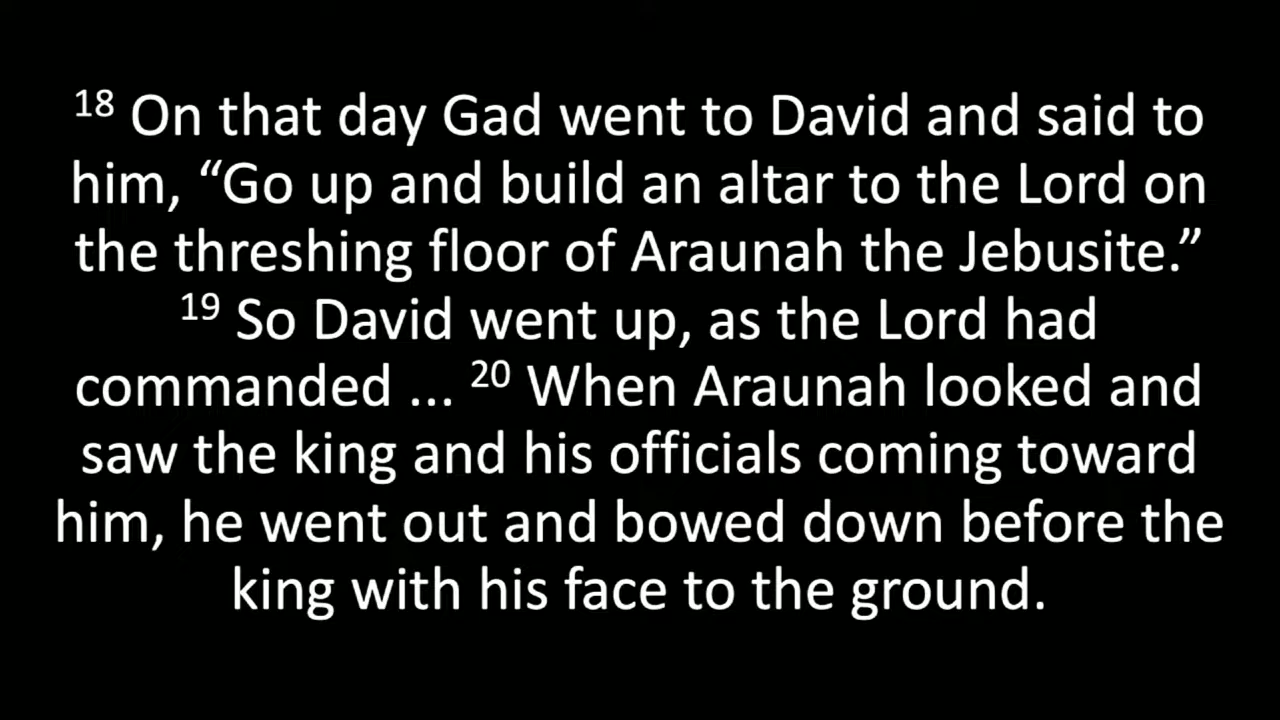 18 On that day Gad went to David and said to
him, “Go up and build an altar to the Lord on
the threshing floor of Araunah the Jebusite.”
19 So David went up, as the Lord had
commanded ... 20 When Araunah looked and
saw the king and his officials coming toward
him, he went out and bowed down before the
king with his face to the ground.